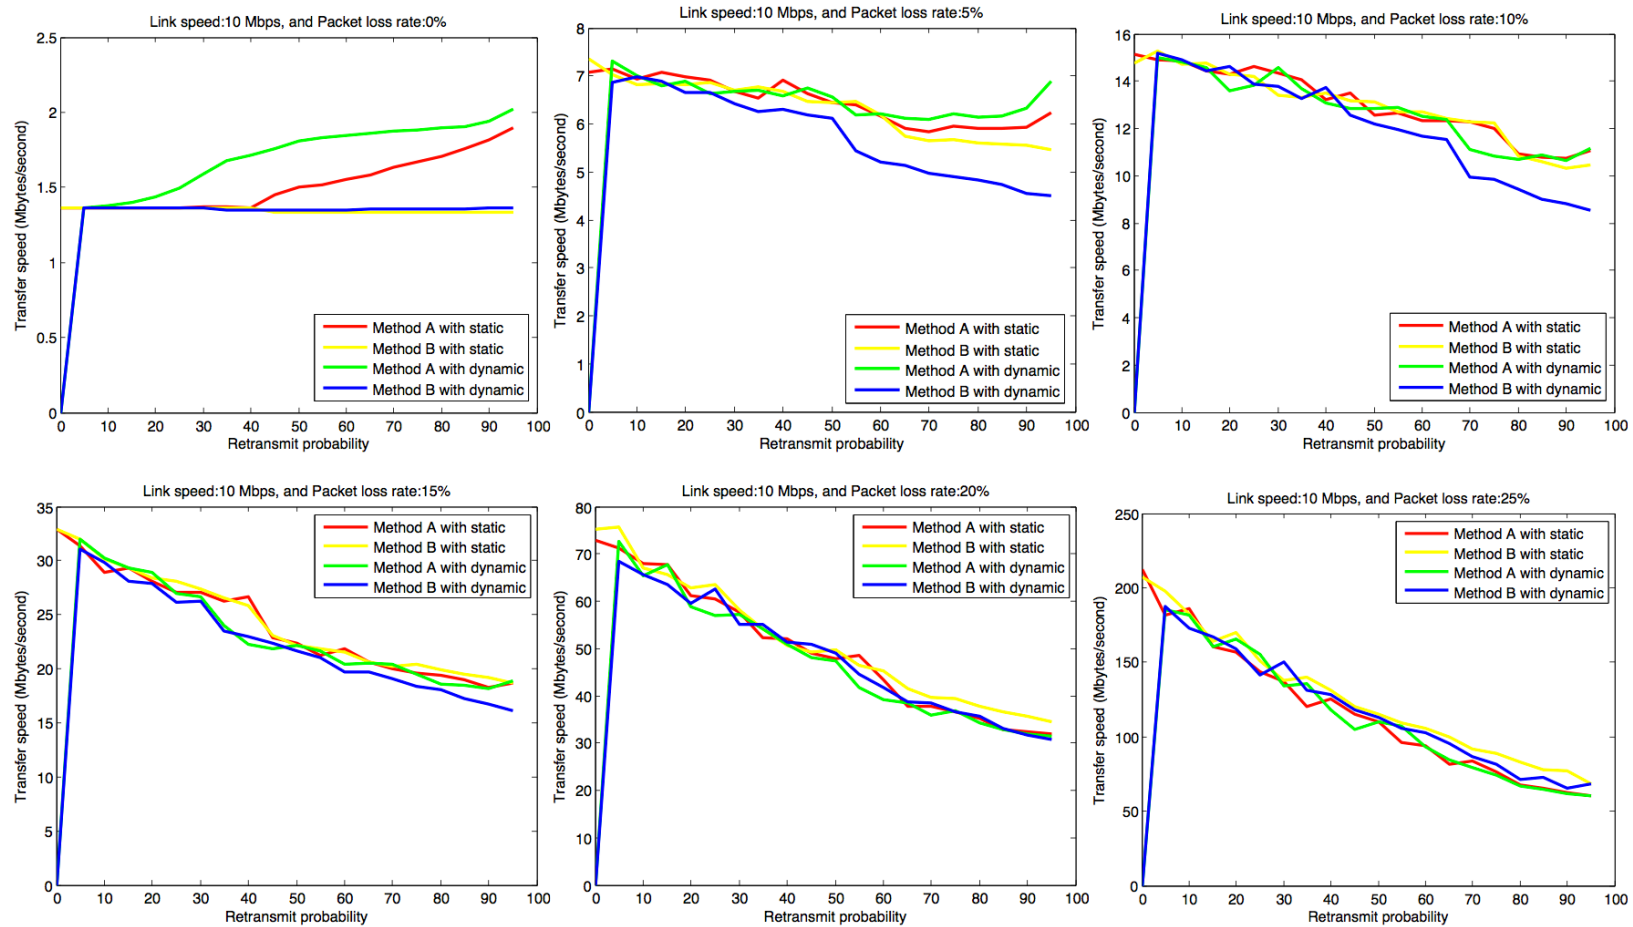 Link speed:10 Mbps, and Packet loss rate:0%
2.5
2
1.5
1
0.5
0
Transfer speed (Mbytes/second)
Method A with static
Method B with static
Method A with dynamic
Method B with dynamic
0 10 20 30 40 50 60 70 80 90 100
Retransmit probability
Link speed:10 Mbps, and Packet loss rate:5%
8
7
6
5
4
3
2
1
0
Transfer speed (Mbytes/second)
Method A with static
Method B with static
Method A with dynamic
Method B with dynamic
0 10 20 30 40 50 60 70 80 90 100
Retransmit probability
Link speed:10 Mbps, and Packet loss rate:10%
16
14
12
10
8
6
4
2
0
Transfer speed (Mbytes/second)
Method A with static
Method B with static
Method A with dynamic
Method B with dynamic
0 10 20 30 40 50 60 70 80 90 100
Retransmit probability
Link speed:10 Mbps, and Packet loss rate:15%
35
30
25
20
15
10
5
0
Transfer speed (Mbytes/second)
Method A with static
Method B with static
Method A with dynamic
Method B with dynamic
0 10 20 30 40 50 60 70 80 90 100
Retransmit probability
Link speed:10 Mbps, and Packet loss rate:20%
80
70
60
50
40
30
20
10
0
Transfer speed (Mbytes/second)
Method A with static
Method B with static
Method A with dynamic
Method B with dynamic
0 10 20 30 40 50 60 70 80 90 100
Retransmit probability
Link speed:10 Mbps, and Packet loss rate:25%
250
200
150
100
50
0
Transfer speed (Mbytes/second)
Method A with static
Method B with static
Method A with dynamic
Method B with dynamic
0 10 20 30 40 50 60 70 80 90 100
Retransmit probability